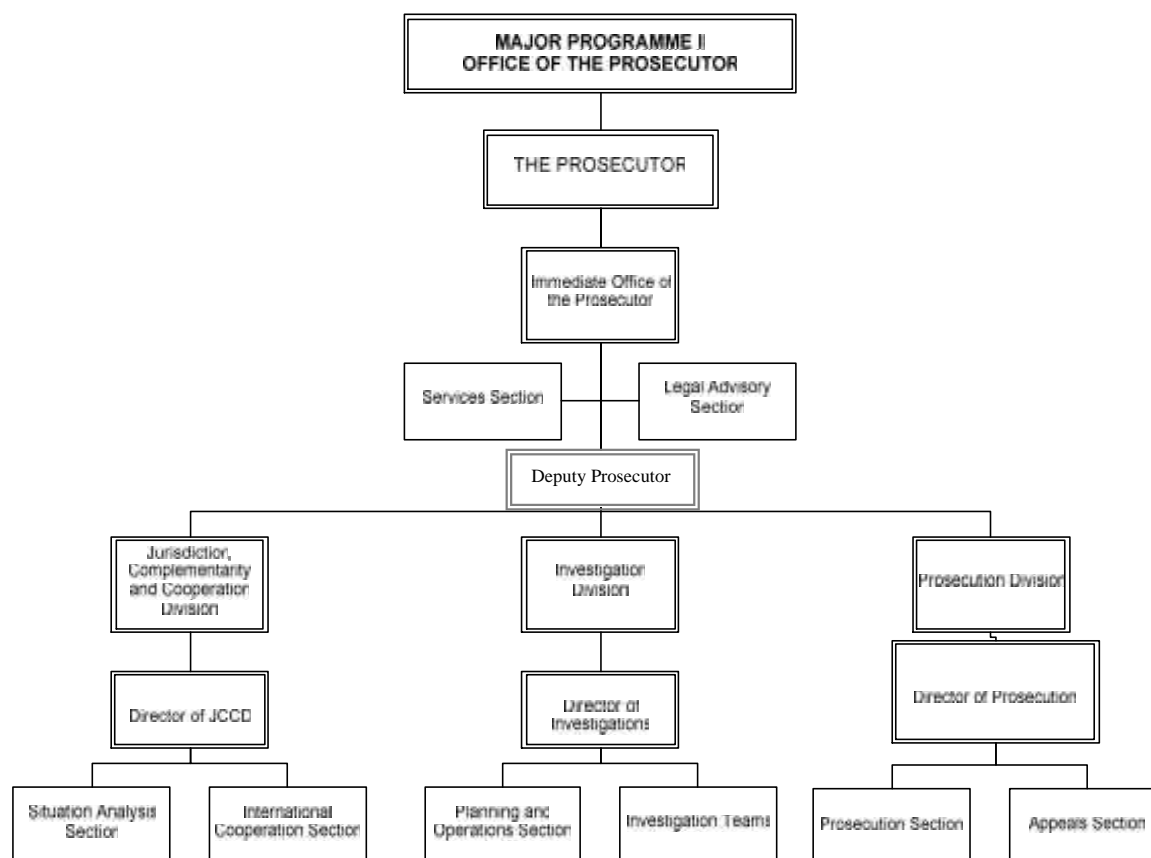 MAJOR PROGRAMME II
OFFICE OF THE PROSECUTOR
THE PROSECUTOR
Immediate Office of
the Prosecutor
Services Section
Legal Advisory
Section
Deputy Prosecutor
Jurisdiction,
Complementarity
and Cooperation
Division
Investigation
Division
Prosecution Division
Director of JCCD
Director of
Investigations
Director of Prosecution
Situation Analysis
Section
International
Cooperation Section
Planning and
Operations Section
Investigation Teams
Prosecution Section
Appeals Section